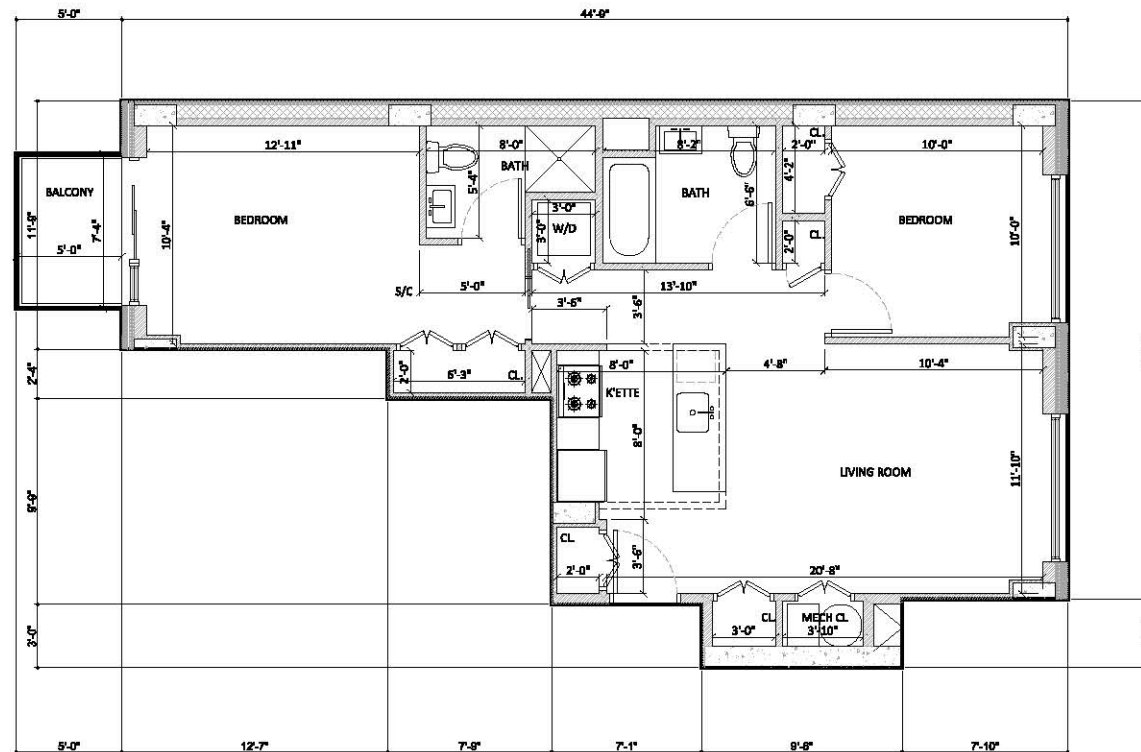 5'-0"
44'-9"
12'-11"
8'-0"
8'-2"
CL.
2'-0"
10'-0"
BATH
5'-4"
4'-2"
BALCONY
BEDROOM
BATH
6'-6"
BEDROOM
11'-9"
7'-4"
10'-4"
3'-0"
W/D
3'-0"
2'-0"
CL.
10'-0"
5'-0"
S/C
5'-0"
13'-10"
3'-6"
3'-6"
2'-4"
2'-0"
6'-3"
CL.
8'-0"
4'-8"
10'-4"
K'ETTE
8'-0"
LIVING ROOM
11'-10"
9'-9"
CL.
2'-0"
3'-6"
20'-8"
3'-0"
CL.
3'-0"
MECH CL.
3'-10"
5'-0"
12'-7"
7'-9"
7'-1"
9'-6"
7'-10"